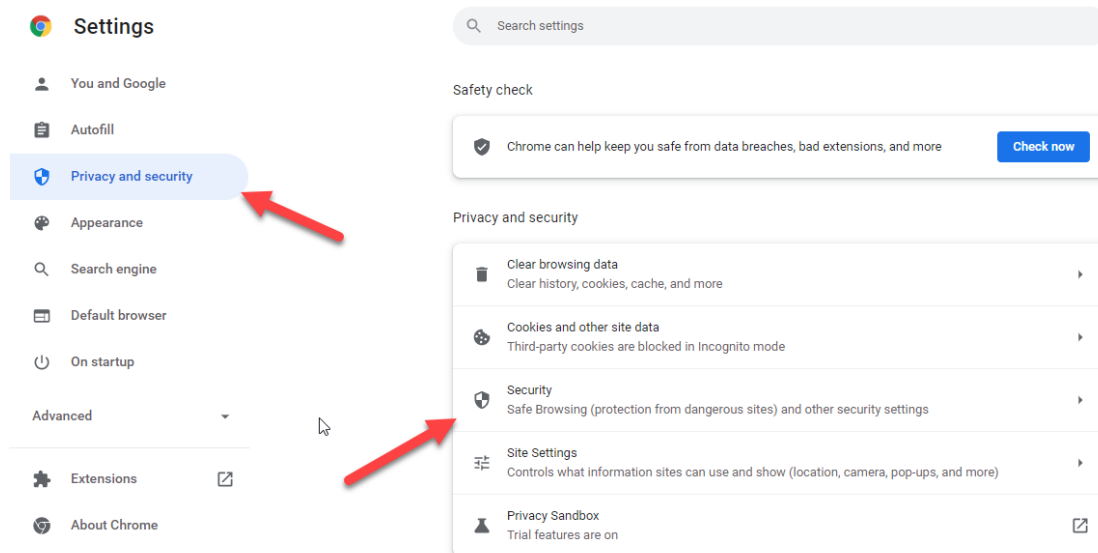 Settings
Search settings
You and Google
Autofill
Privacy and security
Appearance
Search engine
Default browser
On startup
Advanced
Extensions
About Chrome
Safety check
Chrome can help keep you safe from data breaches, bad extensions, and more
Check now
Privacy and security
Clear browsing data
Clear history, cookies, cache, and more
Cookies and other site data
Third-party cookies are blocked in Incognito mode
Security
Safe Browsing (protection from dangerous sites) and other security settings
Site Settings
Controls what information sites can use and show (location, camera, pop-ups, and more)
Privacy Sandbox
Trial features are on